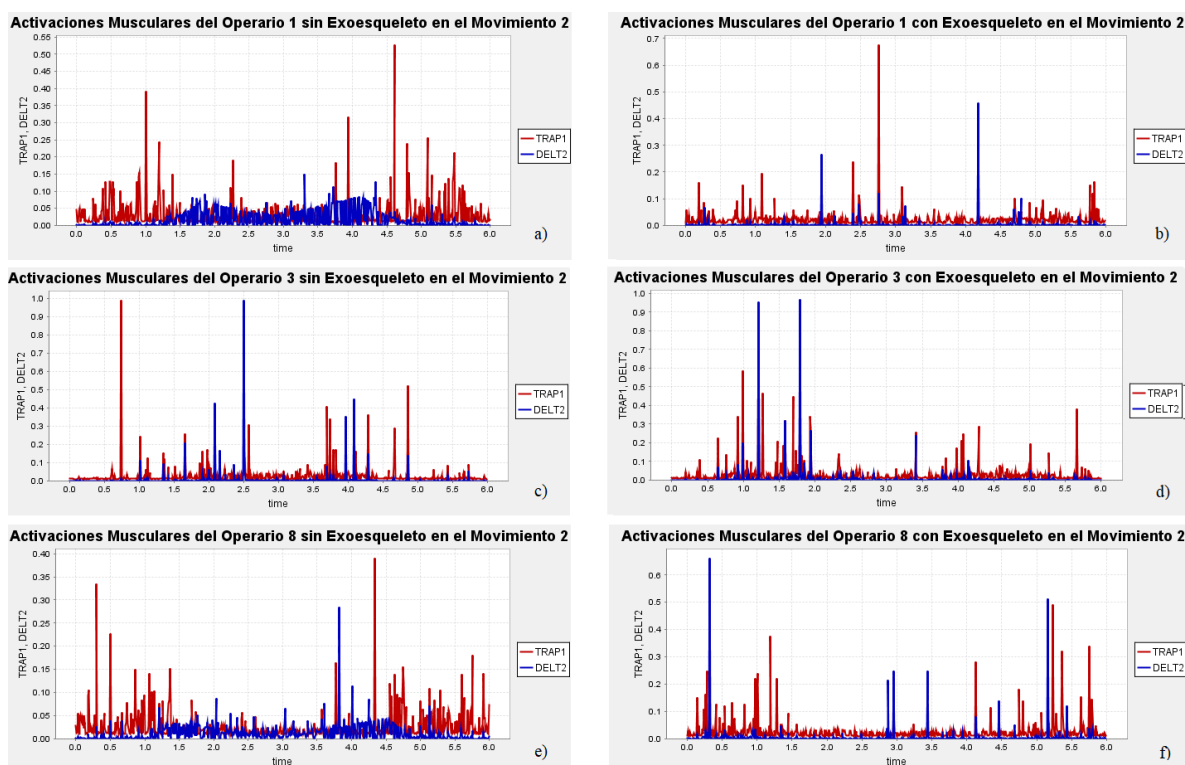 Activaciones Musculares del Operario 1 sin Exoesqueleto en el Movimiento 2
0.55
0.50
0.45
0.40
0.35
0.30
0.25
0.20
0.15
0.10
0.05
0.00
TRAP1, DELT2
0.0 0.5 1.0 1.5 2.0 2.5 3.0 3.5 4.0 4.5 5.0 5.5 6.0
time
TRAP1
DELT2
a)
Activaciones Musculares del Operario 1 con Exoesqueleto en el Movimiento 2
0.7
0.6
0.5
0.4
0.3
0.2
0.1
0.0
TRAP1, DELT2
0.0 0.5 1.0 1.5 2.0 2.5 3.0 3.5 4.0 4.5 5.0 5.5 6.0
time
TRAP1
DELT2
b)
Activaciones Musculares del Operario 3 sin Exoesqueleto en el Movimiento 2
1.0
0.9
0.8
0.7
0.6
0.5
0.4
0.3
0.2
0.1
0.0
TRAP1, DELT2
0.0 0.5 1.0 1.5 2.0 2.5 3.0 3.5 4.0 4.5 5.0 5.5 6.0
time
TRAP1
DELT2
c)
Activaciones Musculares del Operario 3 con Exoesqueleto en el Movimiento 2
1.0
0.9
0.8
0.7
0.6
0.5
0.4
0.3
0.2
0.1
0.0
TRAP1, DELT2
0.0 0.5 1.0 1.5 2.0 2.5 3.0 3.5 4.0 4.5 5.0 5.5 6.0
time
TRAP1
DELT2
d)
Activaciones Musculares del Operario 8 sin Exoesqueleto en el Movimiento 2
0.40
0.35
0.30
0.25
0.20
0.15
0.10
0.05
0.00
TRAP1, DELT2
0.0 0.5 1.0 1.5 2.0 2.5 3.0 3.5 4.0 4.5 5.0 5.5 6.0
time
TRAP1
DELT2
e)
Activaciones Musculares del Operario 8 con Exoesqueleto en el Movimiento 2
0.6
0.5
0.4
0.3
0.2
0.1
0.0
TRAP1, DELT2
0.0 0.5 1.0 1.5 2.0 2.5 3.0 3.5 4.0 4.5 5.0 5.5 6.0
time
TRAP1
DELT2
f)